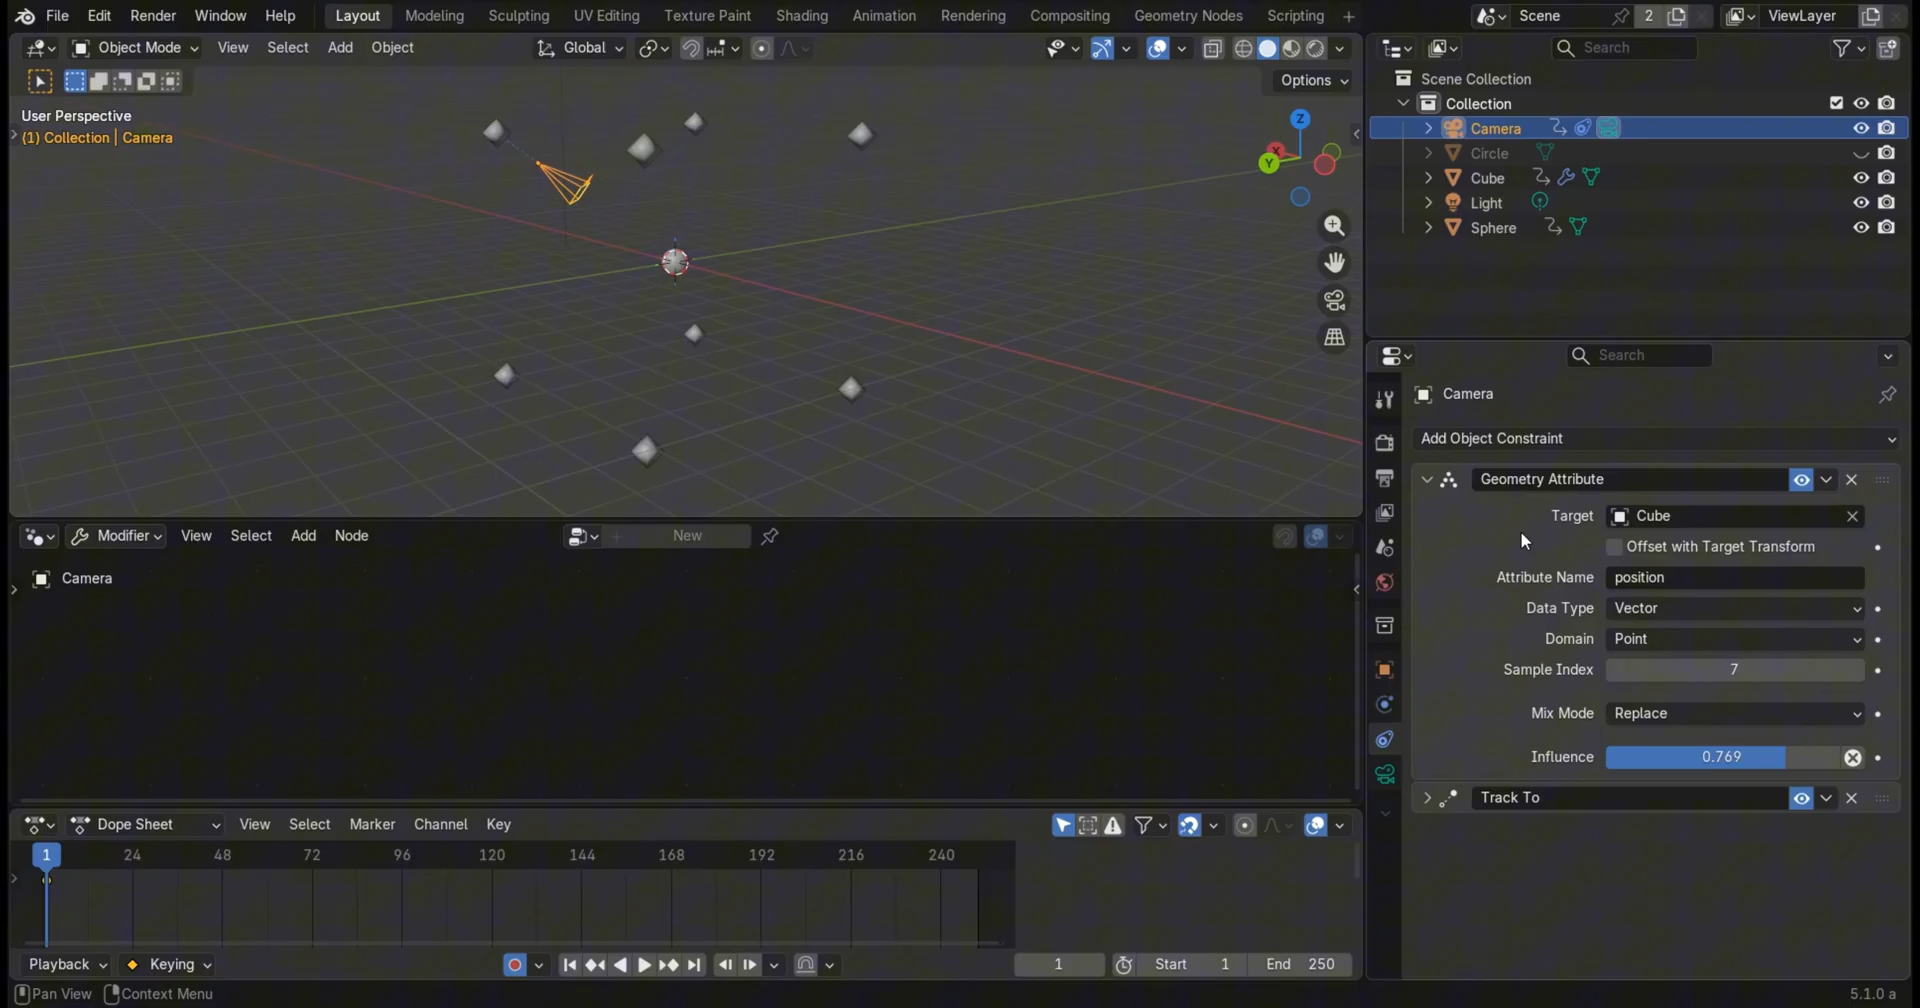 File Edit Render Window Help Layout Modeling Sculpting UV Editing Texture Paint Shading Animation Rendering Compositing Geometry Nodes Scripting + Scene 2 ViewLayer
Object Mode View Select Add Object Global Search
Options
User Perspective
(1) Collection | Camera
Z
X
Y
Scene Collection
Collection
Camera
Circle
Cube
Light
Sphere
Search
Camera
Add Object Constraint
Geometry Attribute
Target Cube
Offset with Target Transform
Attribute Name position
Data Type Vector
Domain Point
Sample Index 7
Mix Mode Replace
Influence 0.769
Track To
Modifier View Select Add Node New
Camera
Dope Sheet View Select Marker Channel Key
1 24 48 72 96 120 144 168 192 216 240
Playback Keying 1 Start 1 End 250
Pan View Context Menu 5.1.0 a